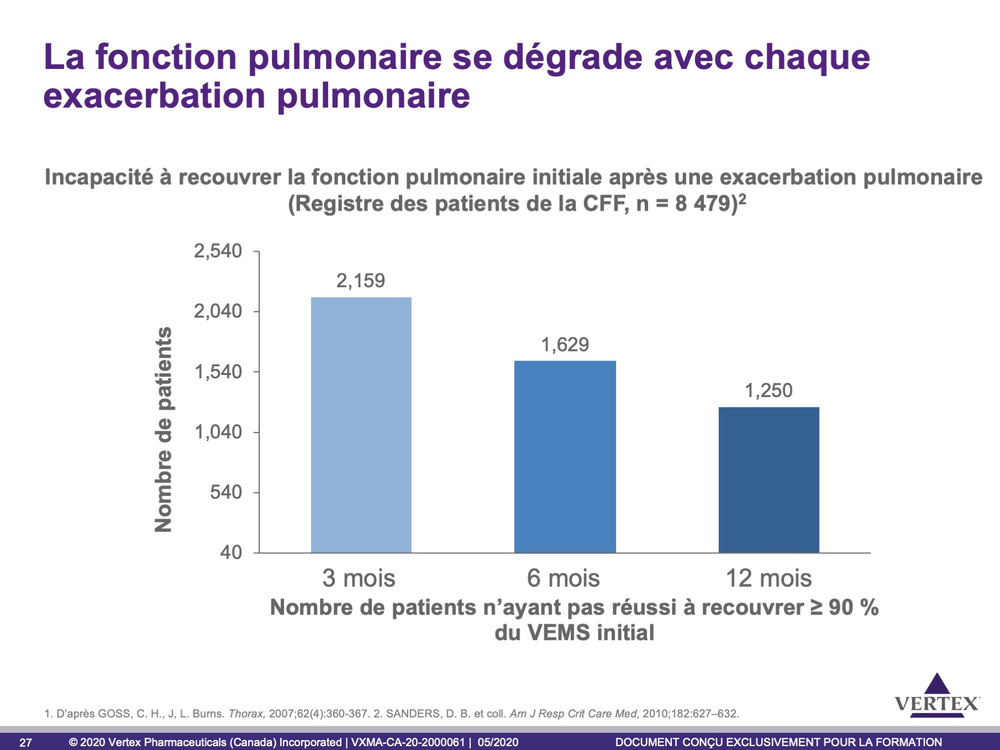 La fonction pulmonaire se dégrade avec chaque
exacerbation pulmonaire
Incapacité à recouvrer la fonction pulmonaire initiale après une exacerbation pulmonaire
(Registre des patients de la CFF, n = 8 479)²
Nombre de patients
2,540
2,040
1,540
1,040
540
40
2,159
1,629
1,250
3 mois
6 mois
12 mois
Nombre de patients n’ayant pas réussi à recouvrer ≥ 90 %
du VEMS initial
1. D’après GOSS, C. H., J, L. Burns. Thorax, 2007;62(4):360-367. 2. SANDERS, D. B. et coll. Am J Resp Crit Care Med, 2010;182:627–632.
VERTEX
27
© 2020 Vertex Pharmaceuticals (Canada) Incorporated | VXMA-CA-20-2000061 | 05/2020
DOCUMENT CONÇU EXCLUSIVEMENT POUR LA FORMATION